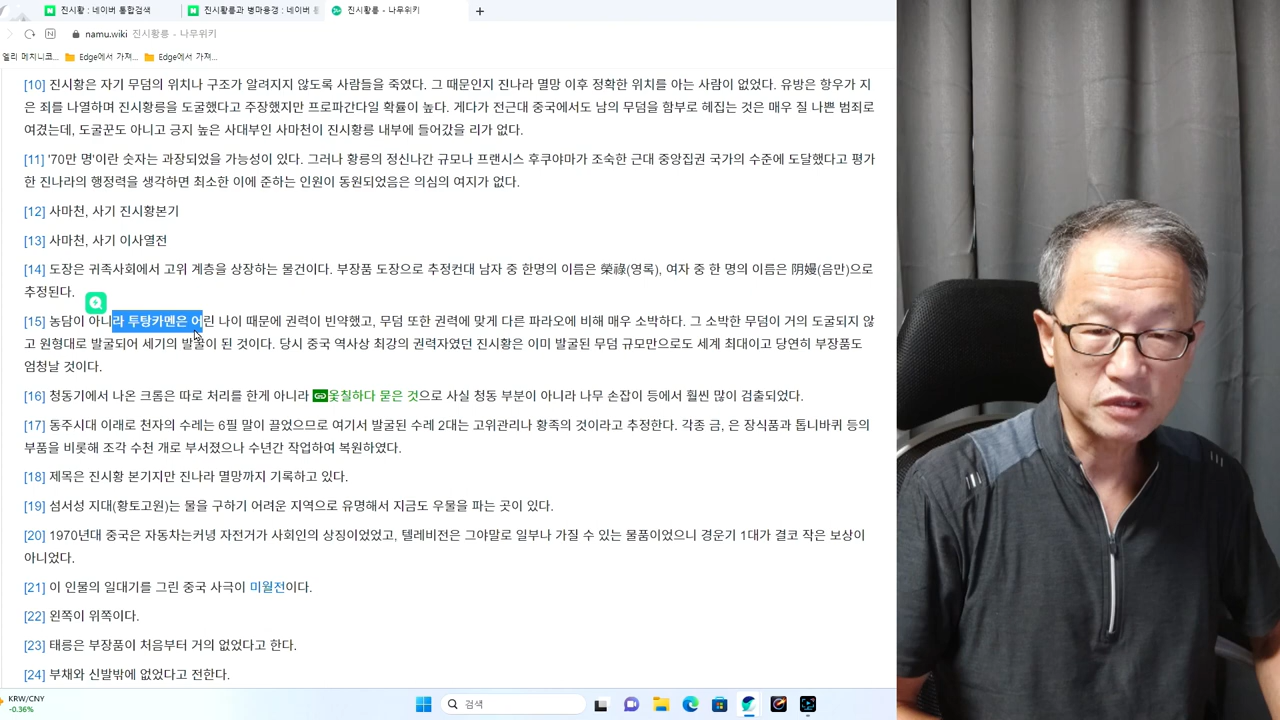 진시황 : 네이버 통합검색
진시황릉과 병마용갱 : 네이버
진시황릉 - 나무위키
namu.wiki 진시황릉 - 나무위키
엘리 메치니코...
Edge에서 가져...
Edge에서 가져...
[10] 진시황은 자기 무덤의 위치나 구조가 알려지지 않도록 사람들을 죽였다. 그 때문인지 진나라 멸망 이후 정확한 위치를 아는 사람이 없었다. 유방은 항우가 지
은 죄를 나열하며 진시황릉을 도굴했다고 주장했지만 프로파간다일 확률이 높다. 게다가 전근대 중국에서도 남의 무덤을 함부로 헤집는 것은 매우 질 나쁜 범죄로
여겼는데, 도굴꾼도 아니고 긍지 높은 사대부인 사마천이 진시황릉 내부에 들어갔을 리가 없다.
[11] '70만 명'이란 숫자는 과장되었을 가능성이 있다. 그러나 황릉의 정신나간 규모나 프랜시스 후쿠야마가 조숙한 근대 중앙집권 국가의 수준에 도달했다고 평가
한 진나라의 행정력을 생각하면 최소한 이에 준하는 인원이 동원되었음은 의심의 여지가 없다.
[12] 사마천, 사기 진시황본기
[13] 사마천, 사기 이사열전
[14] 도장은 귀족사회에서 고위 계층을 상장하는 물건이다. 부장품 도장으로 추정컨대 남자 중 한명의 이름은 榮祿(영록), 여자 중 한 명의 이름은 阴嫚(음만)으로
추정된다.
[15] 농담이 아니라 투탕카멘은 어린 나이 때문에 권력이 빈약했고, 무덤 또한 권력에 맞게 다른 파라오에 비해 매우 소박하다. 그 소박한 무덤이 거의 도굴되지 않
고 원형대로 발굴되어 세기의 발굴이 된 것이다. 당시 중국 역사상 최강의 권력자였던 진시황은 이미 발굴된 무덤 규모만으로도 세계 최대이고 당연히 부장품도
엄청날 것이다.
[16] 청동기에서 나온 크롬은 따로 처리를 한게 아니라 옻칠하다 묻은 것으로 사실 청동 부분이 아니라 나무 손잡이 등에서 훨씬 많이 검출되었다.
[17] 동주시대 이래로 천자의 수레는 6필 말이 끌었으므로 여기서 발굴된 수레 2대는 고위관리나 황족의 것이라고 추정한다. 각종 금, 은 장식품과 톱니바퀴 등의
부품을 비롯해 조각 수천 개로 부서졌으나 수년간 작업하여 복원하였다.
[18] 제목은 진시황 본기지만 진나라 멸망까지 기록하고 있다.
[19] 섬서성 지대(황토고원)는 물을 구하기 어려운 지역으로 유명해서 지금도 우물을 파는 곳이 있다.
[20] 1970년대 중국은 자동차는커녕 자전거가 사회인의 상징이었었고, 텔레비전은 그야말로 일부나 가질 수 있는 물품이었으니 경운기 1대가 결코 작은 보상이
아니었다.
[21] 이 인물의 일대기를 그린 중국 사극이 미월전이다.
[22] 왼쪽이 위쪽이다.
[23] 태릉은 부장품이 처음부터 거의 없었다고 한다.
[24] 부채와 신발밖에 없었다고 전한다.
KRW/CNY
-0.36%
검색